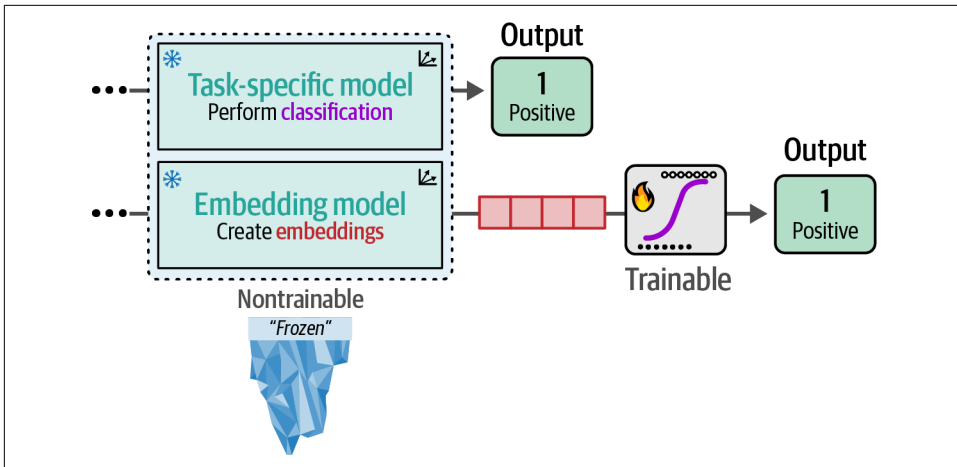 Output
Task-specific model
Perform classification
1
Positive
Output
Embedding model
Create embeddings
1
Positive
Trainable
Nontrainable
“Frozen”